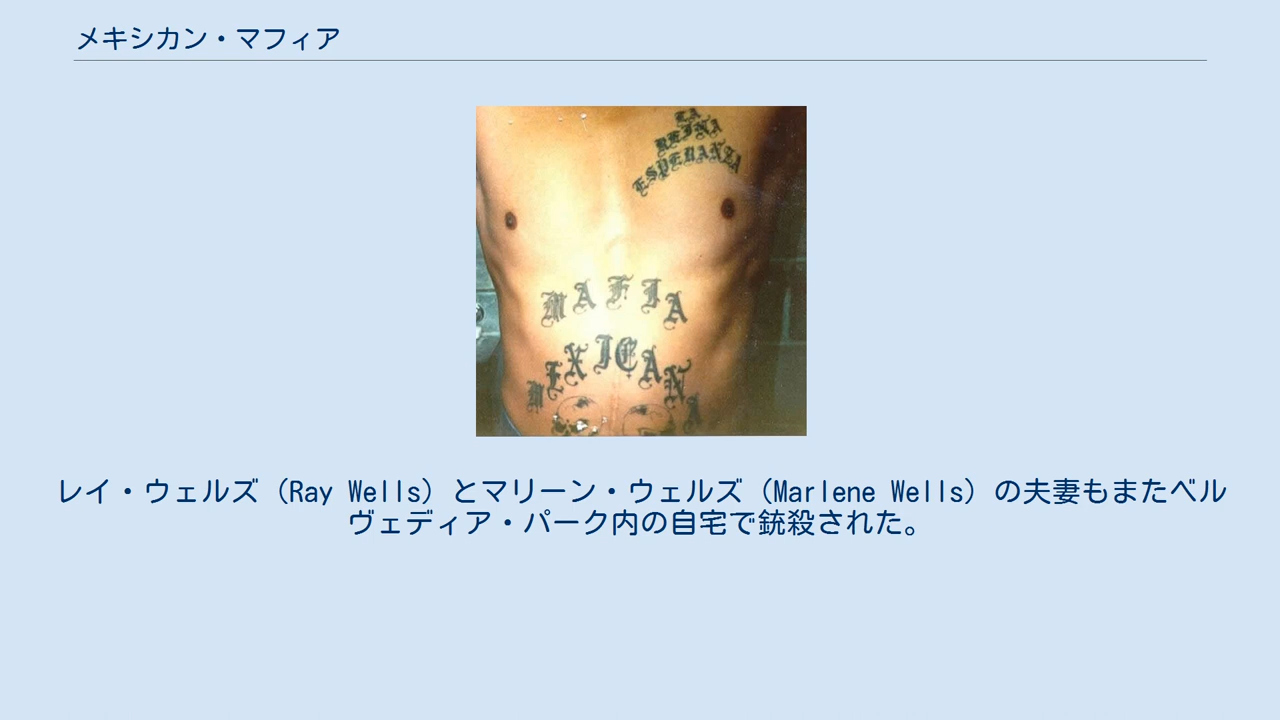 メキシカン・マフィア
LA
REINA
ESPERANZA
MAFIA
MEXICANA
レイ・ウェルズ（Ray Wells）とマリーン・ウェルズ（Marlene Wells）の夫妻もまたベル
ヴェディア・パーク内の自宅で銃殺された。